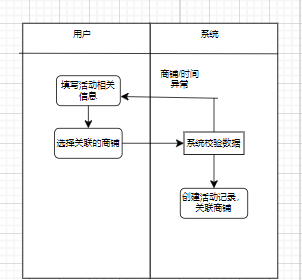 用户
系统
商铺/时间
异常
填写活动相关
信息
选择关联的商铺
系统校验数据
创建活动记录,
关联商铺